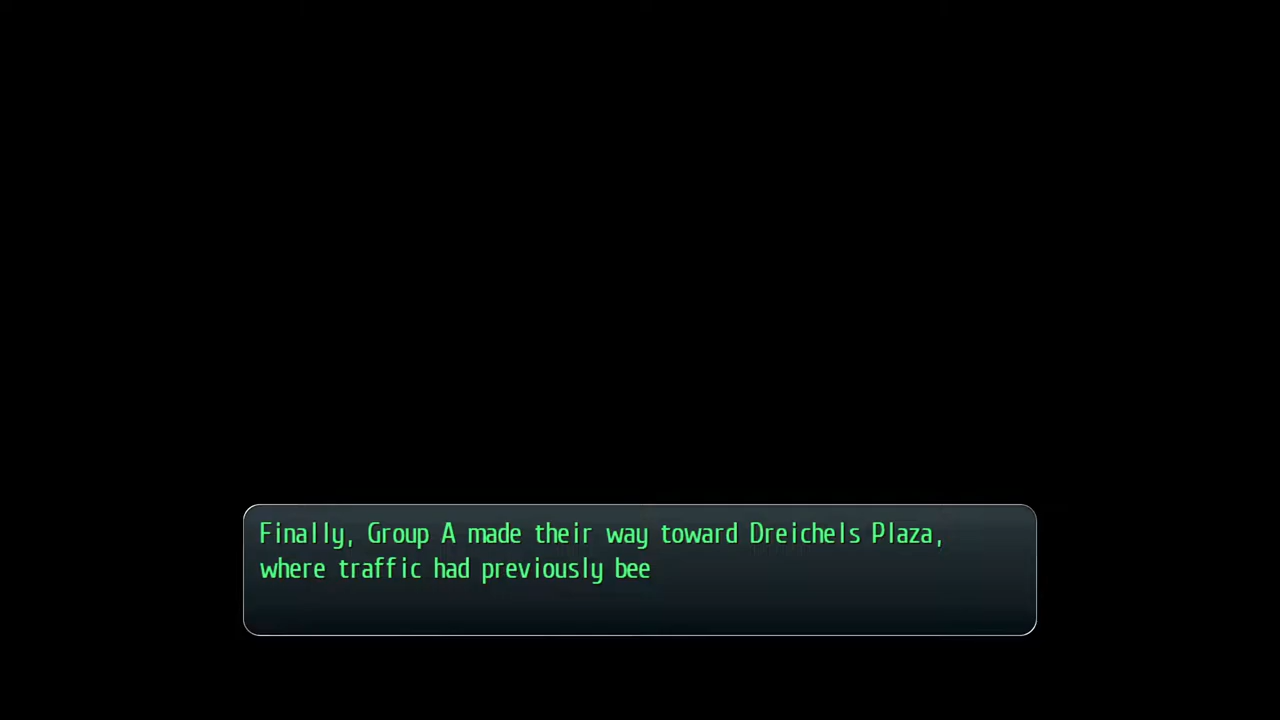 Finally, Group A made their way toward Dreichels Plaza,
where traffic had previously bee